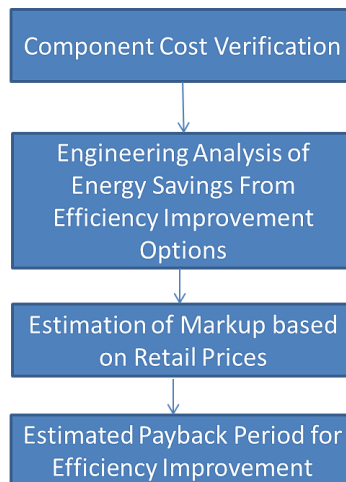 Component Cost Verification
Engineering Analysis of
Energy Savings From
Efficiency Improvement
Options
Estimation of Markup based
on Retail Prices
Estimated Payback Period for
Efficiency Improvement